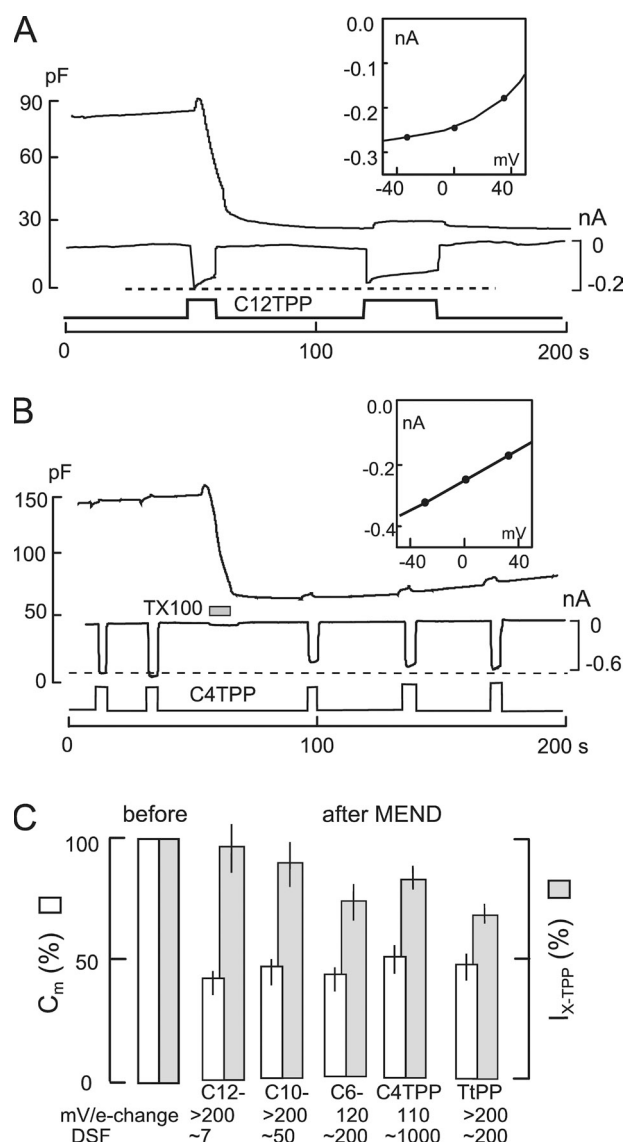 A
pF
90
60
30
0
nA
0.0
-0.1
-0.2
-0.3
-40
0
40
mV
nA
0
-0.2
C12TPP
0
100
200 s
B
pF
150
100
50
0
0.0
nA
-0.2
-0.4
mV
-40
0
40
TX100
nA
0
-0.6
C4TPP
0
100
200 s
C
before
after MEND
100
50
0
Cm (%)
IX-TPP (%)
C12- C10- C6- C4TPP TtPP
mV/e-change >200 >200 120 110 >200
DSF ~7 ~50 ~200 ~1000 ~200